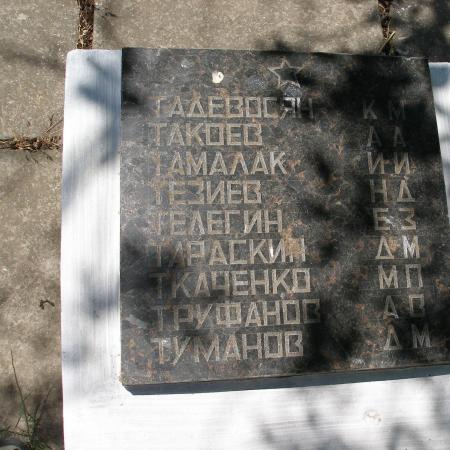 ТАДЕВОСЯН К М
ТАКОЕВ А А
ТАМАЛАК И И
ТЕЗИЕВ Н Д
ТЕЛЕГИН Е З
ТАРАСКИН Д М
ТКАЧЕНКО М П
ТРУФАНОВ А С
ТУМАНОВ Д М